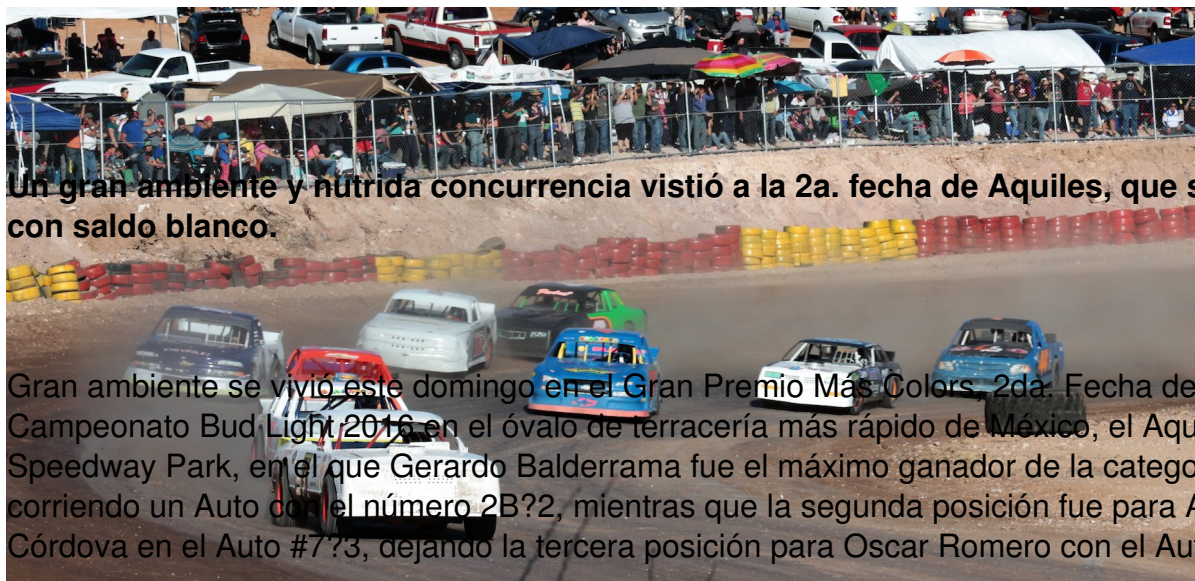 Un gran ambiente y nutrida concurrencia vistió a la 2a. fecha de Aquiles, que s
con saldo blanco.
Gran ambiente se vivió este domingo en el Gran Premio Más Colors, 2da. Fecha de
Campeonato Bud Light 2016 en el óvalo de terracería más rápido de México, el Aqu
Speedway Park, en el que Gerardo Balderrama fue el máximo ganador de la catego
corriendo un Auto con el número 2B?2, mientras que la segunda posición fue para A
Córdova en el Auto #7?3, dejando la tercera posición para Oscar Romero con el Au